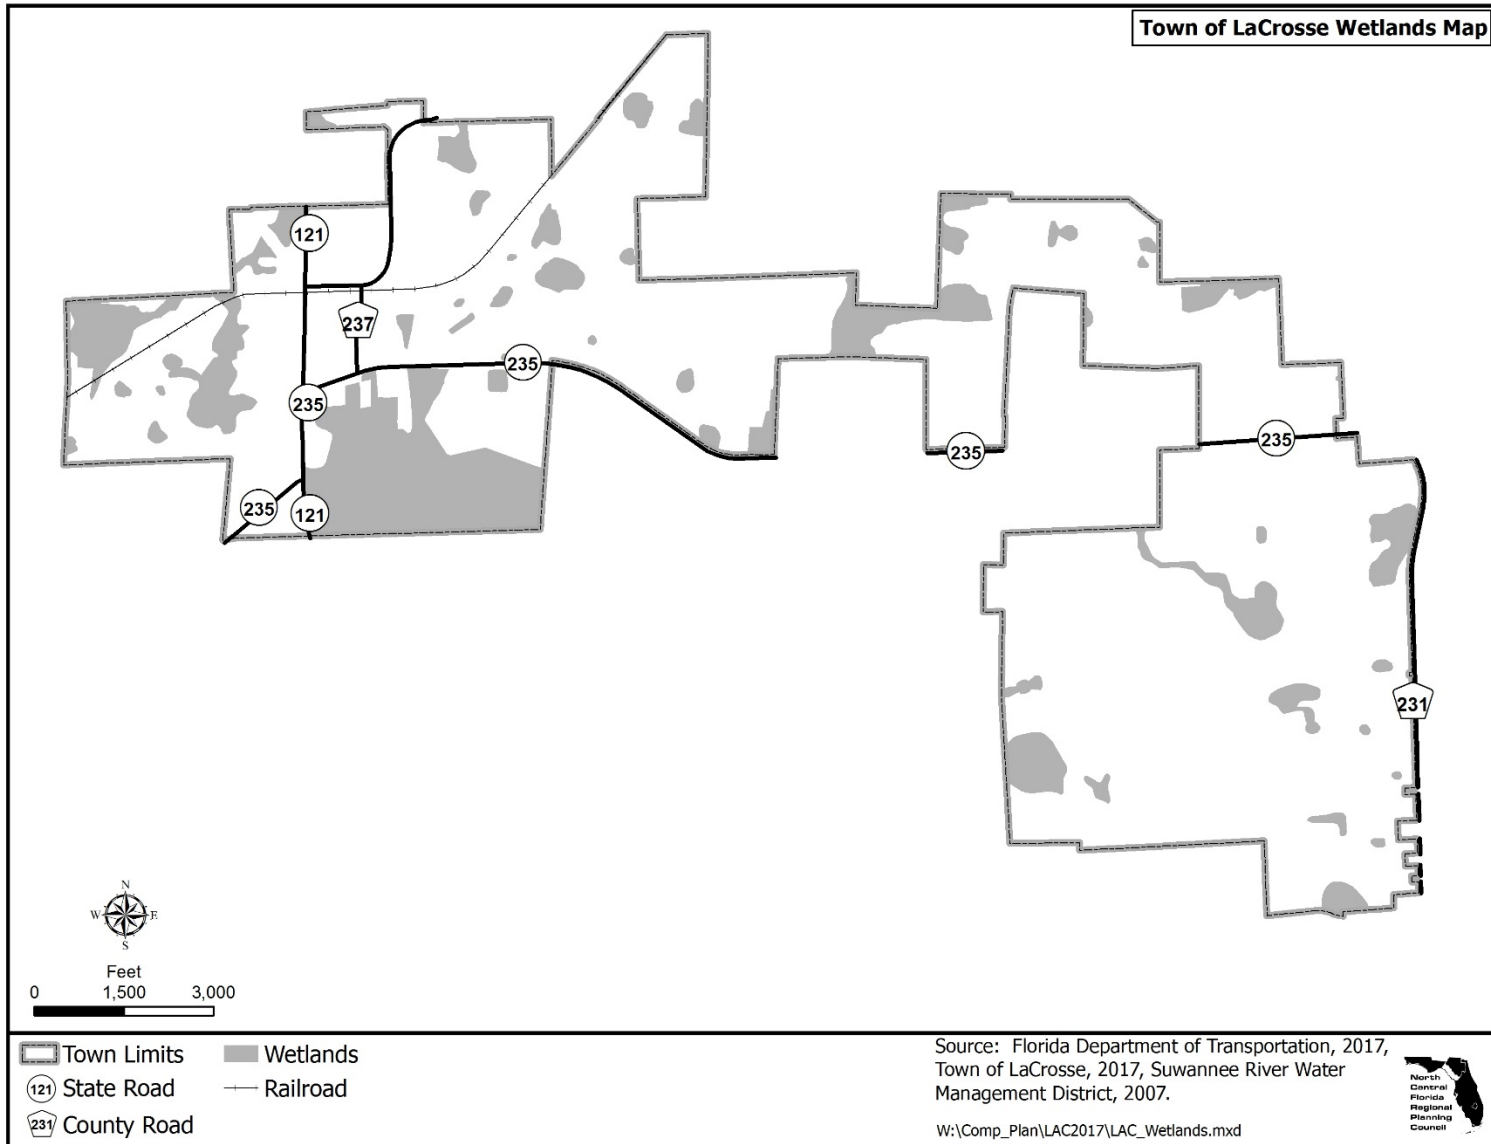 Town of LaCrosse Wetlands Map
121
237
235
235
235
235
235
121
231
N
W E
S
Feet
0 1,500 3,000
Town Limits
Wetlands
121 State Road
Railroad
231 County Road
Source: Florida Department of Transportation, 2017,
Town of LaCrosse, 2017, Suwannee River Water
Management District, 2007.
W:\Comp_Plan\LAC2017\LAC_Wetlands.mxd
North
Central
Florida
Regional
Planning
Council